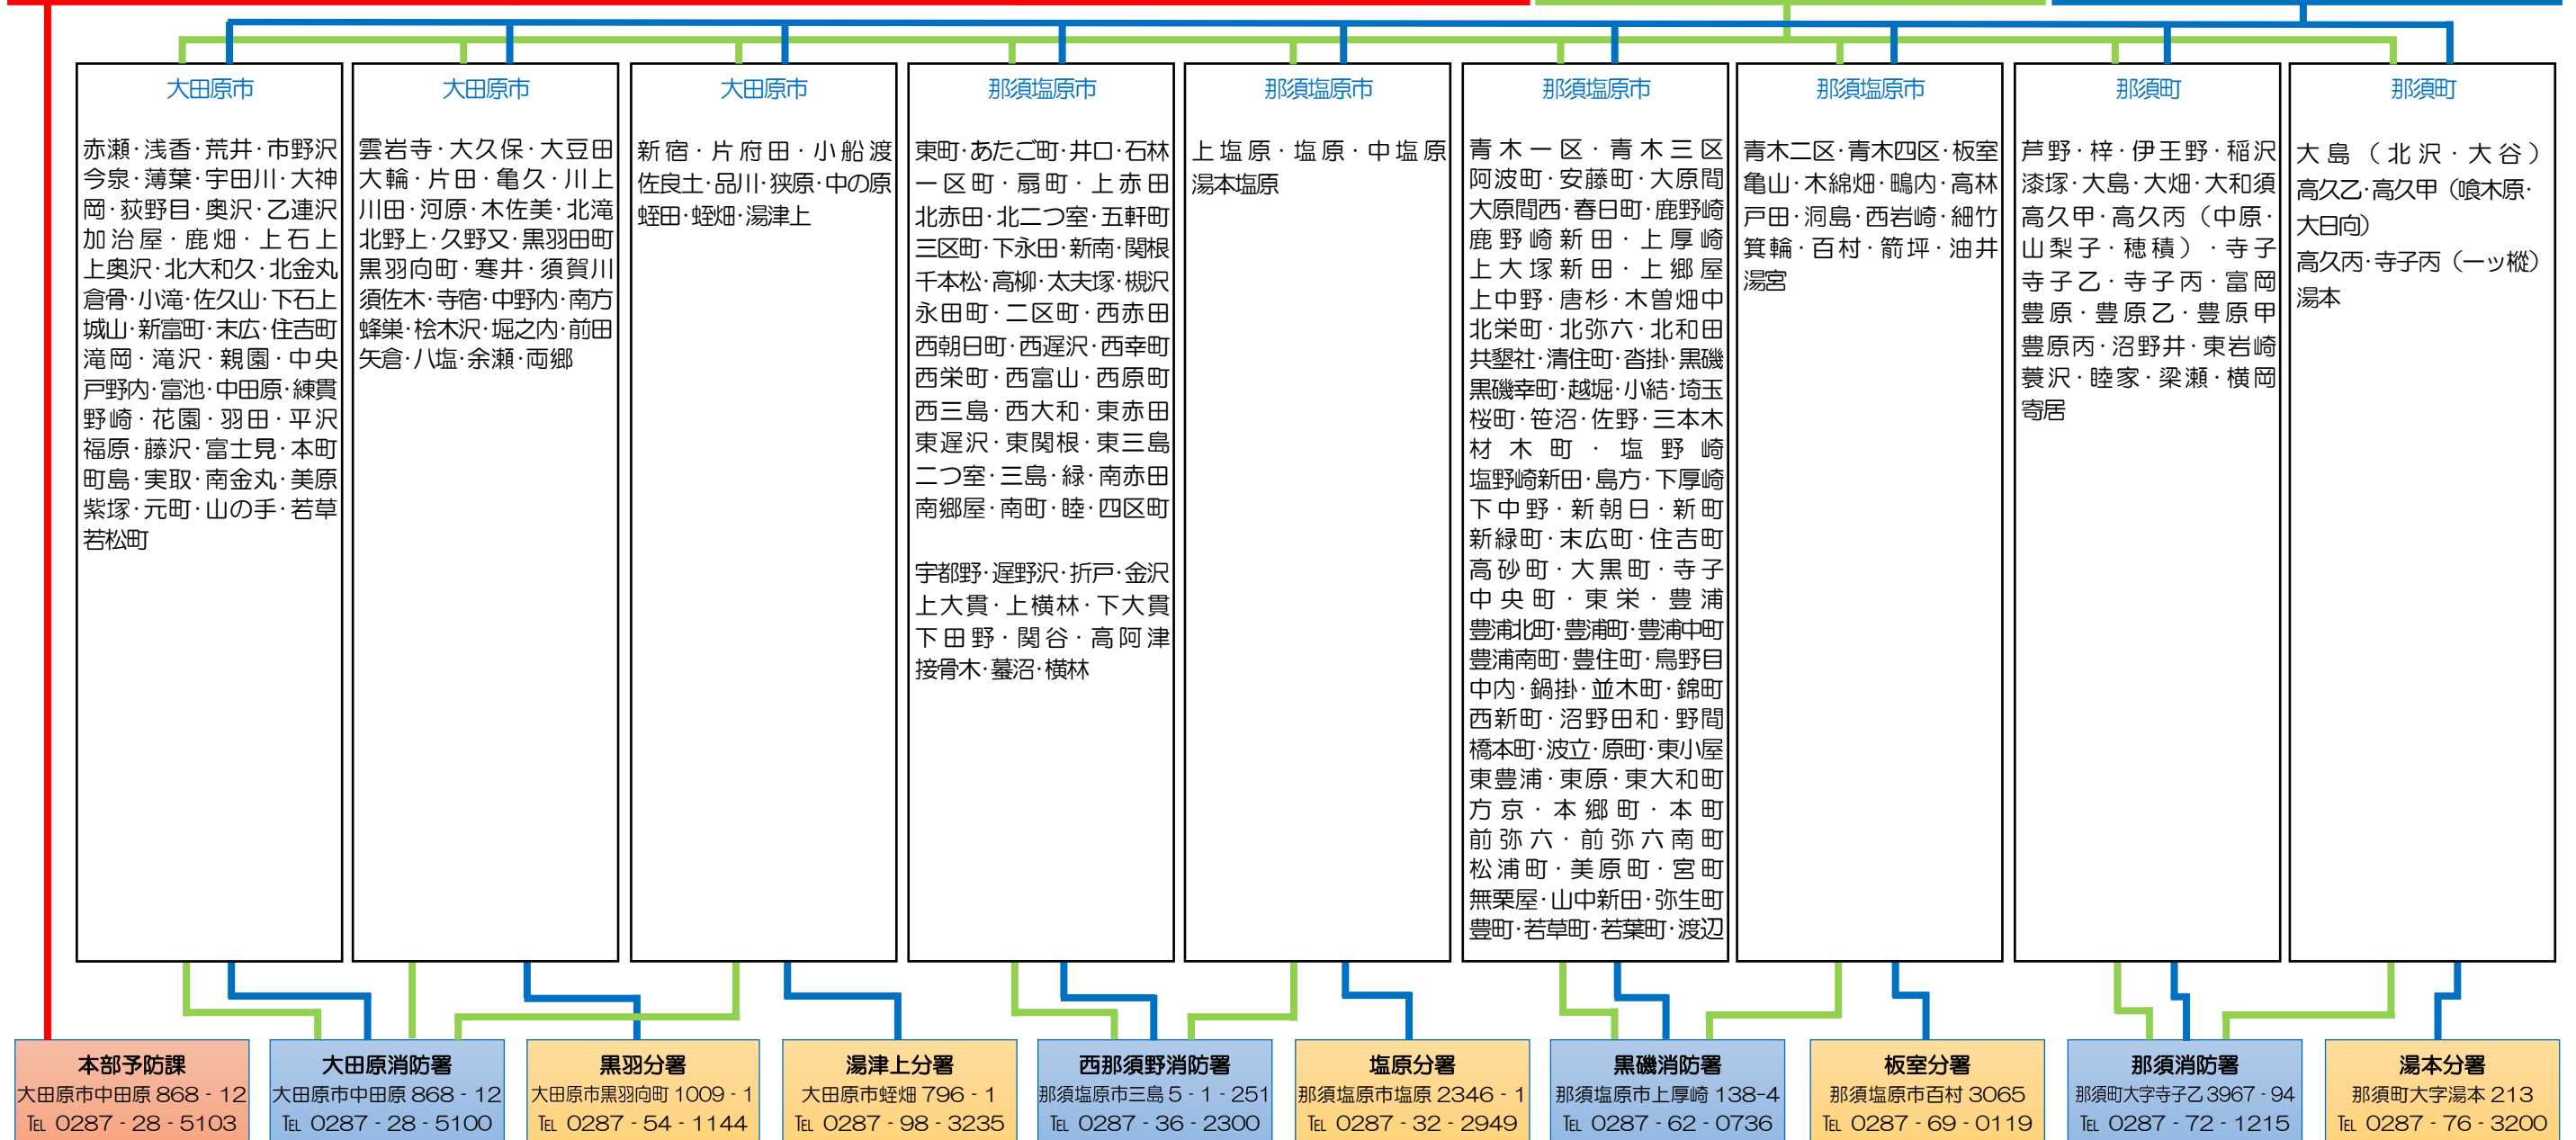 大田原市
赤瀬・浅香・荒井・市野沢
今泉・薄葉・宇田川・大神
岡・荻野目・奥沢・乙連沢
加治屋・鹿畑・上石上
上奥沢・北大和久・北金丸
倉骨・小滝・佐久山・下石上
城山・新富町・末広・住吉町
滝岡・滝沢・親園・中央
戸野内・富池・中田原・練貫
野崎・花園・羽田・平沢
福原・藤沢・富士見・本町
町島・実取・南金丸・美原
紫塚・元町・山の手・若草
若松町
大田原市
雲岩寺・大久保・大豆田
大輪・片田・亀久・川上
川田・河原・木佐美・北滝
北野上・久野又・黒羽田町
黒羽向町・寒井・須賀川
須佐木・寺宿・中野内・南方
蜂巣・桧木沢・堀之内・前田
矢倉・八塩・余瀬・両郷
大田原市
新宿・片府田・小船渡
佐良土・品川・狭原・中の原
蛭田・蛭畑・湯津上
那須塩原市
東町・あたご町・井口・石林
一区町・扇町・上赤田
北赤田・北二つ室・五軒町
三区町・下永田・新南・関根
千本松・高柳・太夫塚・槻沢
永田町・二区町・西赤田
西朝日町・西遅沢・西幸町
西栄町・西富山・西原町
西三島・西大和・東赤田
東遅沢・東関根・東三島
二つ室・三島・緑・南赤田
南郷屋・南町・睦・四区町
宇都野・遅野沢・折戸・金沢
上大貫・上横林・下大貫
下田野・関谷・高阿津
接骨木・蟇沼・横林
那須塩原市
上塩原・塩原・中塩原
湯本塩原
那須塩原市
青木一区・青木三区
阿波町・安藤町・大原間
大原間西・春日町・鹿野崎
鹿野崎新田・上厚崎
上大塚新田・上郷屋
上中野・唐杉・木曽畑中
北栄町・北弥六・北和田
共墾社・清住町・沓掛・黒磯
黒磯幸町・越堀・小結・埼玉
桜町・笹沼・佐野・三本木
材木町・塩野崎
塩野崎新田・島方・下厚崎
下中野・新朝日・新町
新緑町・末広町・住吉町
高砂町・大黒町・寺子
中央町・東栄・豊浦
豊浦北町・豊浦町・豊浦中町
豊浦南町・豊住町・鳥野目
中内・鍋掛・並木町・錦町
西新町・沼野田和・野間
橋本町・波立・原町・東小屋
東豊浦・東原・東大和町
方京・本郷町・本町
前弥六・前弥六南町
松浦町・美原町・宮町
無栗屋・山中新田・弥生町
豊町・若草町・若葉町・渡辺
那須塩原市
青木二区・青木四区・板室
亀山・木綿畑・鴫内・高林
戸田・洞島・西岩崎・細竹
箕輪・百村・箭坪・油井
湯宮
那須町
芦野・梓・伊王野・稲沢
漆塚・大島・大畑・大和須
高久甲・高久丙（中原・
山梨子・穂積）・寺子
寺子乙・寺子丙・富岡
豊原・豊原乙・豊原甲
豊原丙・沼野井・東岩崎
蓑沢・睦家・梁瀬・横岡
寄居
那須町
大島（北沢・大谷）
高久乙・高久甲（喰木原・
大日向）
高久丙・寺子丙（一ッ樅）
湯本
本部予防課
大田原市中田原 868 - 12
℡ 0287 - 28 - 5103
大田原消防署
大田原市中田原 868 - 12
℡ 0287 - 28 - 5100
黒羽分署
大田原市黒羽向町 1009 - 1
℡ 0287 - 54 - 1144
湯津上分署
大田原市蛭畑 796 - 1
℡ 0287 - 98 - 3235
西那須野消防署
那須塩原市三島 5 - 1 - 251
℡ 0287 - 36 - 2300
塩原分署
那須塩原市塩原 2346 - 1
℡ 0287 - 32 - 2949
黒磯消防署
那須塩原市上厚崎 138-4
℡ 0287 - 62 - 0736
板室分署
那須塩原市百村 3065
℡ 0287 - 69 - 0119
那須消防署
那須町大字寺子乙 3967 - 94
℡ 0287 - 72 - 1215
湯本分署
那須町大字湯本 213
℡ 0287 - 76 - 3200